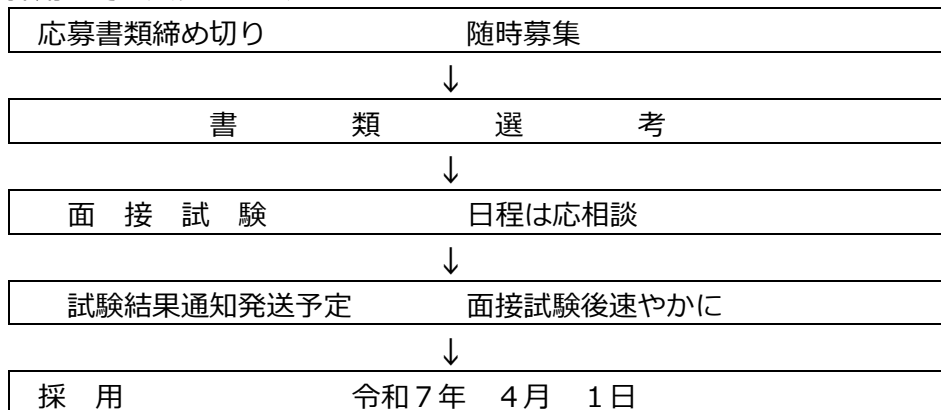 応募書類締め切り　随時募集
↓
書　類　選　考
↓
面　接　試　験　日程は応相談
↓
試験結果通知発送予定　面接試験後速やかに
↓
採　用　令和７年　４月　１日